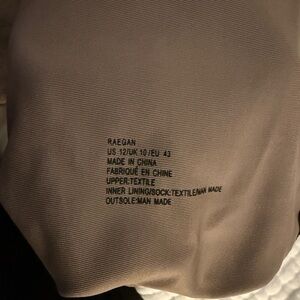 RAEGAN
US 12/UK 10/EU 43
MADE IN CHINA
FABRIQUÉ EN CHINE
UPPER:TEXTILE
INNER LINING/SOCK:TEXTILE/MAN MADE
OUTSOLE:MAN MADE